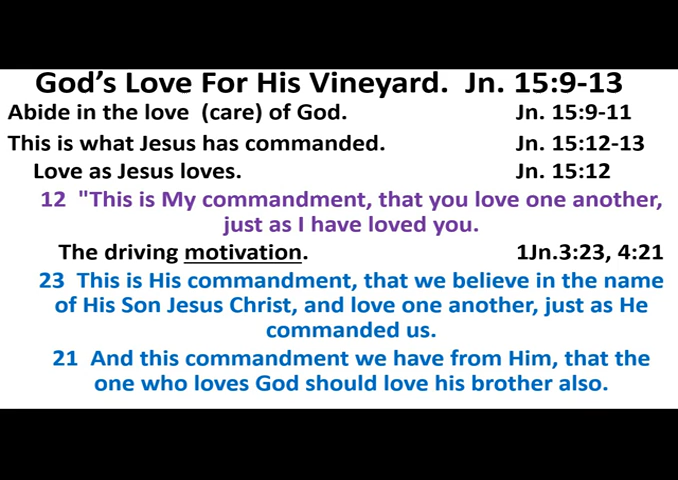 God’s Love For His Vineyard. Jn. 15:9-13
Abide in the love (care) of God. Jn. 15:9-11
This is what Jesus has commanded. Jn. 15:12-13
Love as Jesus loves. Jn. 15:12
12 "This is My commandment, that you love one another,
just as I have loved you.
The driving motivation. 1Jn.3:23, 4:21
23 This is His commandment, that we believe in the name
of His Son Jesus Christ, and love one another, just as He
commanded us.
21 And this commandment we have from Him, that the
one who loves God should love his brother also.